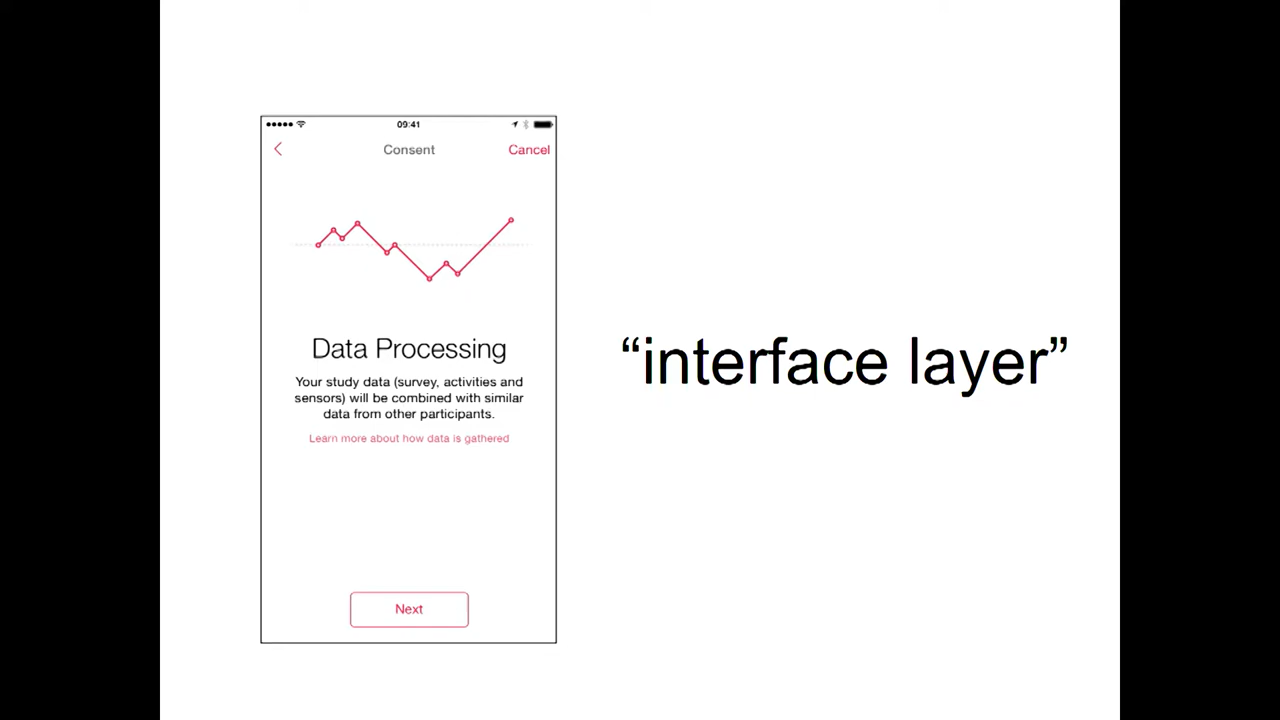 09:41
Consent
Cancel
Data Processing
Your study data (survey, activities and
sensors) will be combined with similar
data from other participants.
Learn more about how data is gathered
Next
“interface layer”